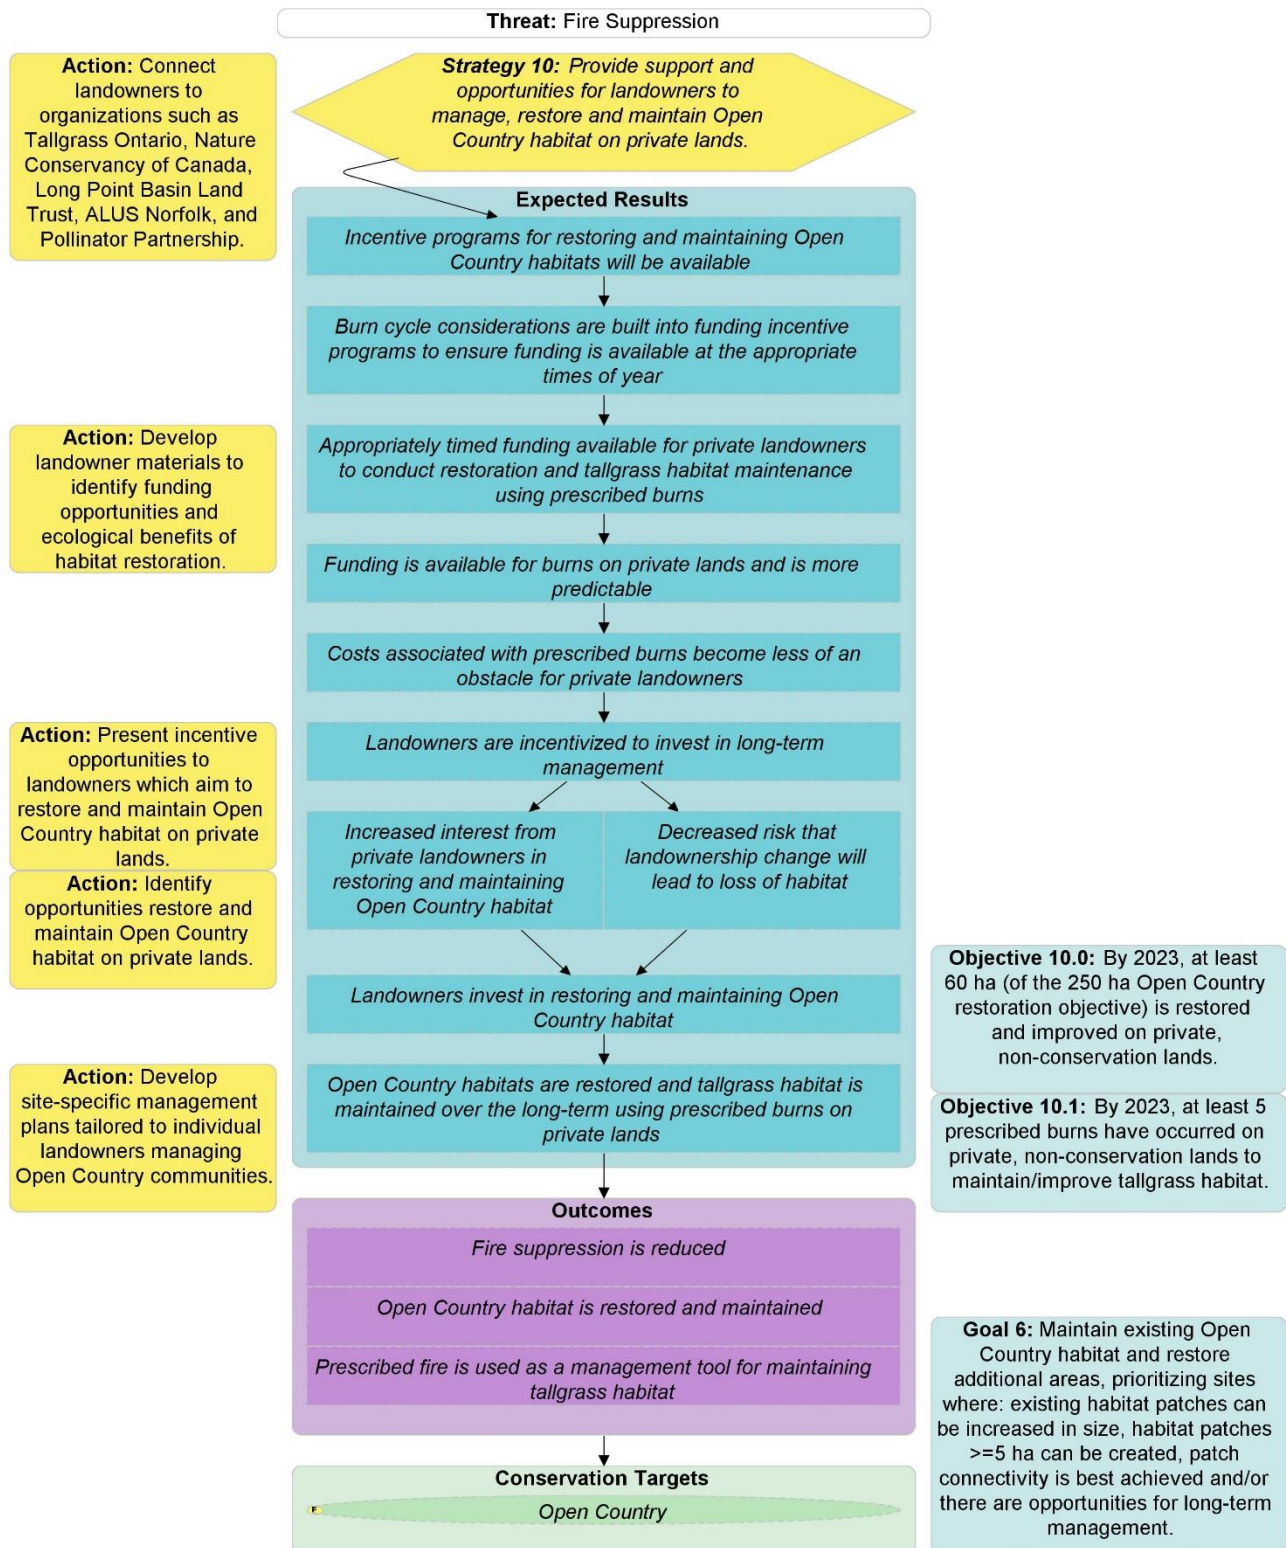 Threat: Fire Suppression
Action: Connect
landowners to
organizations such as
Tallgrass Ontario, Nature
Conservancy of Canada,
Long Point Basin Land
Trust, ALUS Norfolk, and
Pollinator Partnership.
Strategy 10: Provide support and
opportunities for landowners to
manage, restore and maintain Open
Country habitat on private lands.
Expected Results
Incentive programs for restoring and maintaining Open
Country habitats will be available
Burn cycle considerations are built into funding incentive
programs to ensure funding is available at the appropriate
times of year
Action: Develop
landowner materials to
identify funding
opportunities and
ecological benefits of
habitat restoration.
Appropriately timed funding available for private landowners
to conduct restoration and tallgrass habitat maintenance
using prescribed burns
Funding is available for burns on private lands and is more
predictable
Costs associated with prescribed burns become less of an
obstacle for private landowners
Action: Present incentive
opportunities to
landowners which aim to
restore and maintain Open
Country habitat on private
lands.
Landowners are incentivized to invest in long-term
management
Increased interest from
private landowners in
restoring and maintaining
Open Country habitat
Decreased risk that
landownership change will
lead to loss of habitat
Action: Identify
opportunities restore and
maintain Open Country
habitat on private lands.
Landowners invest in restoring and maintaining Open
Country habitat
Objective 10.0: By 2023, at least
60 ha (of the 250 ha Open Country
restoration objective) is restored
and improved on private,
non-conservation lands.
Action: Develop
site-specific management
plans tailored to individual
landowners managing
Open Country communities.
Open Country habitats are restored and tallgrass habitat is
maintained over the long-term using prescribed burns on
private lands
Objective 10.1: By 2023, at least 5
prescribed burns have occurred on
private, non-conservation lands to
maintain/improve tallgrass habitat.
Outcomes
Fire suppression is reduced
Open Country habitat is restored and maintained
Prescribed fire is used as a management tool for maintaining
tallgrass habitat
Goal 6: Maintain existing Open
Country habitat and restore
additional areas, prioritizing sites
where: existing habitat patches can
be increased in size, habitat patches
>=5 ha can be created, patch
connectivity is best achieved and/or
there are opportunities for long-term
management.
Conservation Targets
F
Open Country